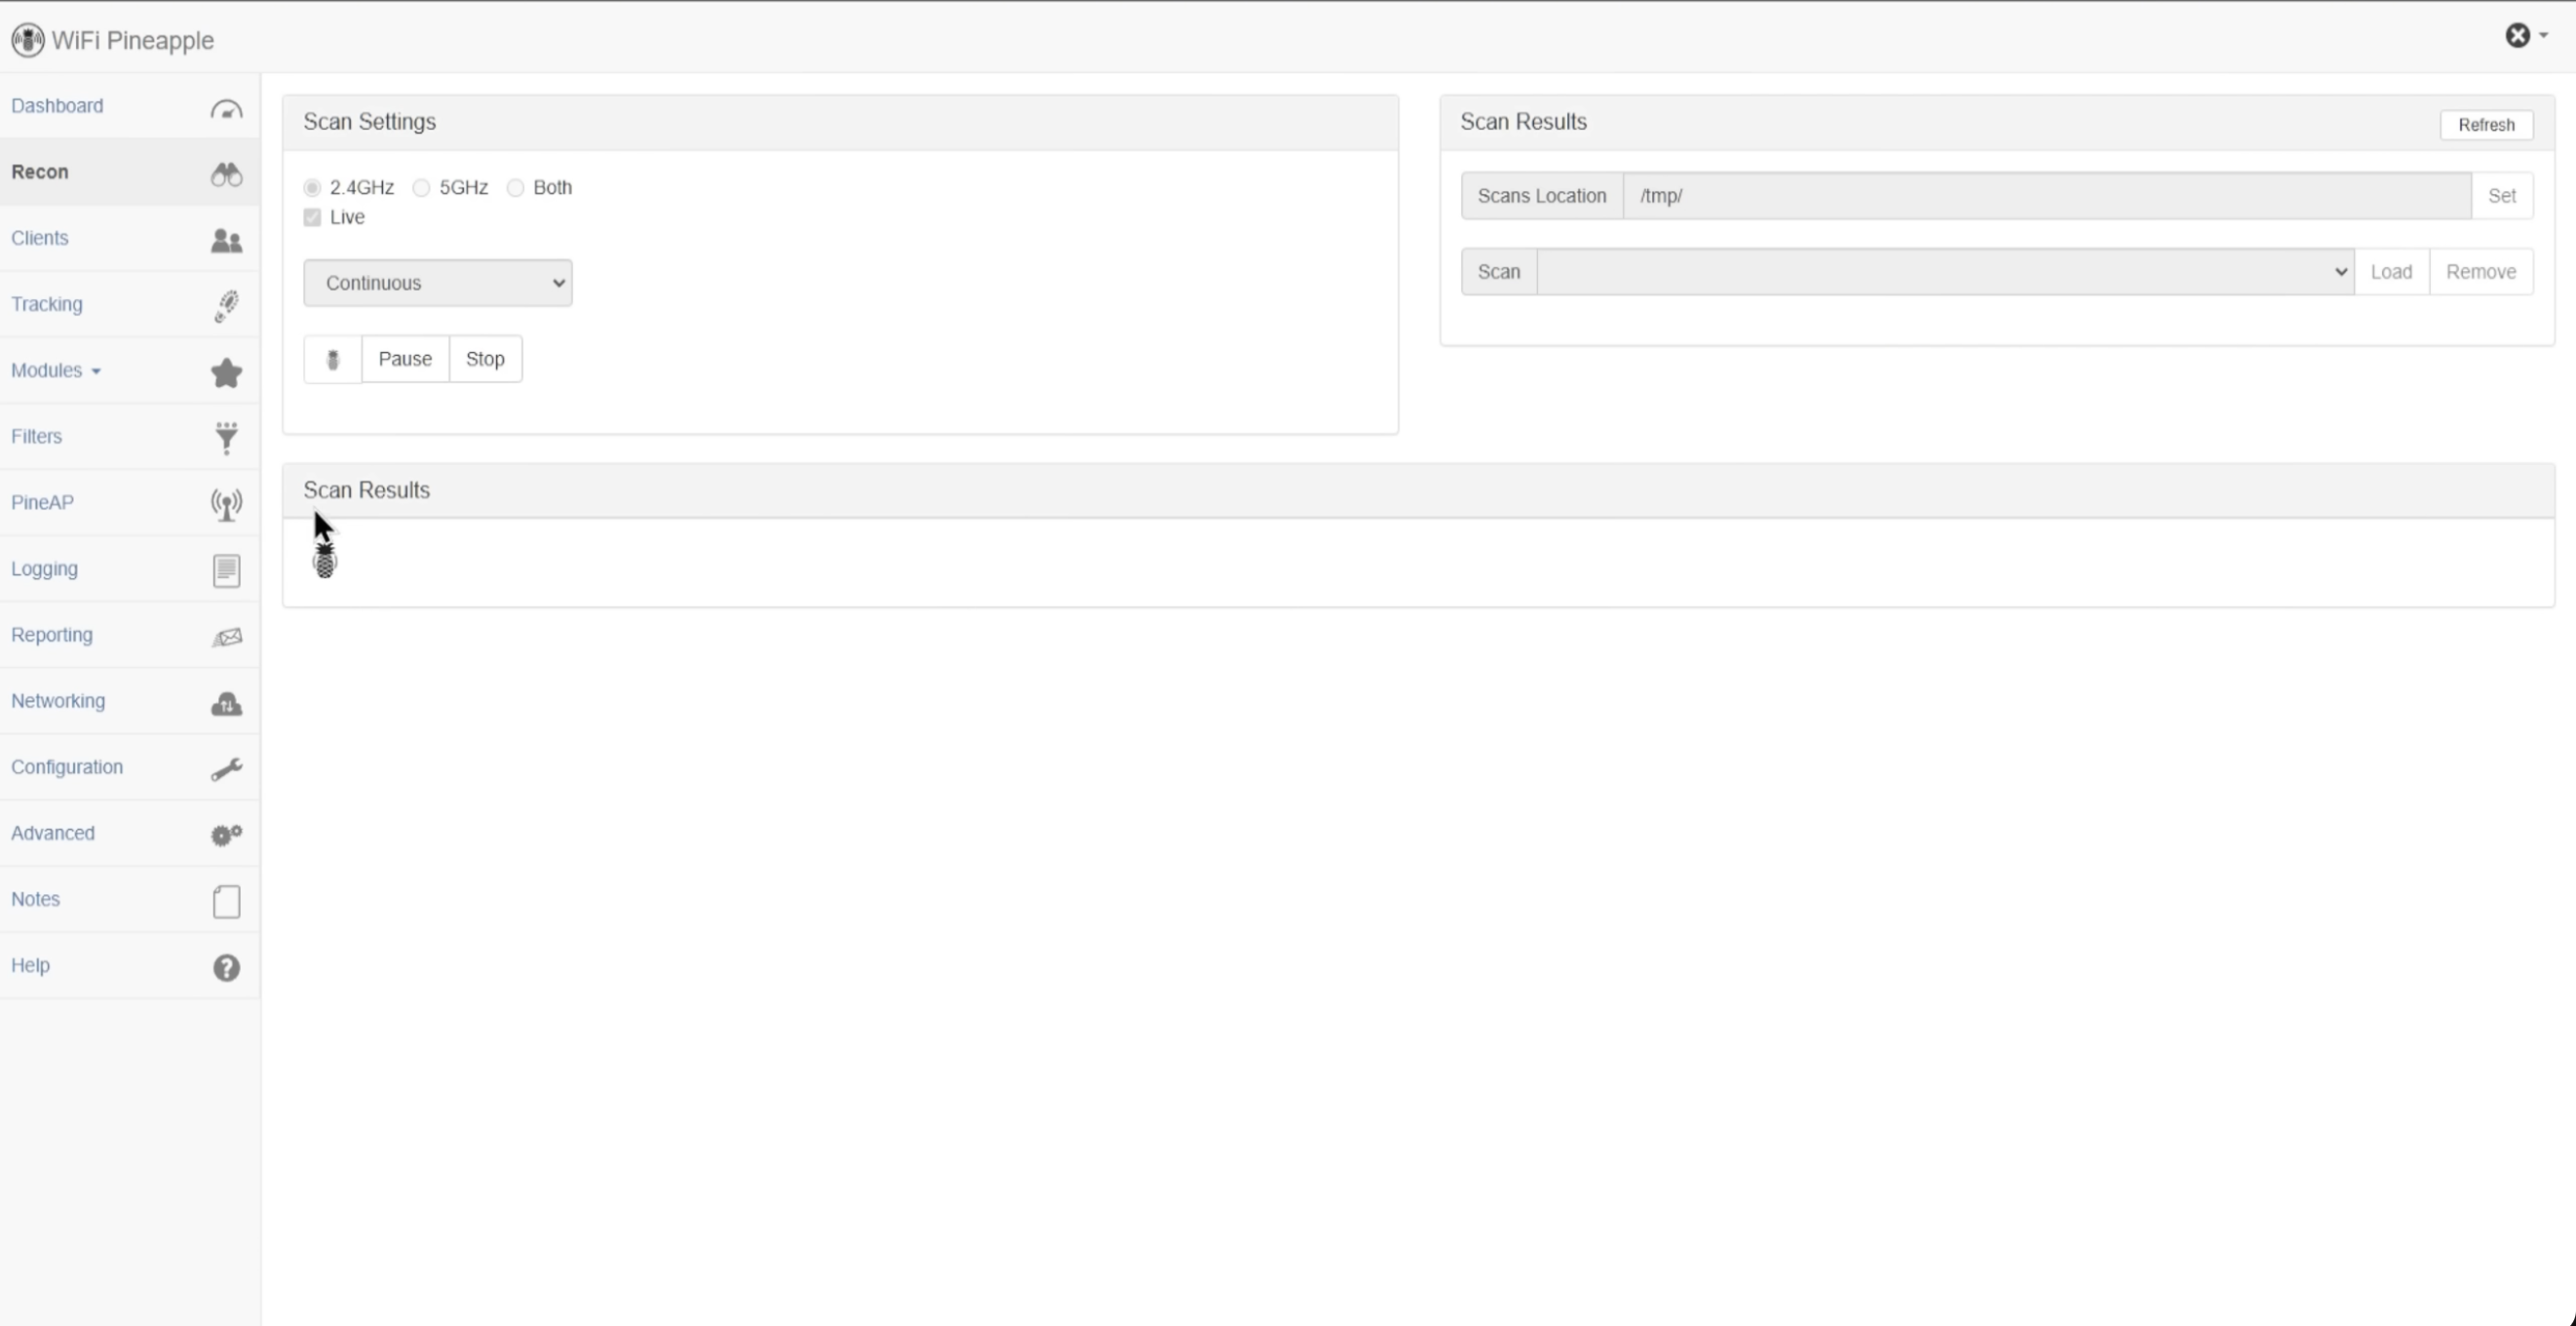 WiFi Pineapple
Dashboard
Recon
Clients
Tracking
Modules
Filters
PineAP
Logging
Reporting
Networking
Configuration
Advanced
Notes
Help
Scan Settings
2.4GHz 5GHz Both
Live
Continuous
Pause Stop
Scan Results Refresh
Scans Location /tmp/ Set
Scan Load Remove
Scan Results